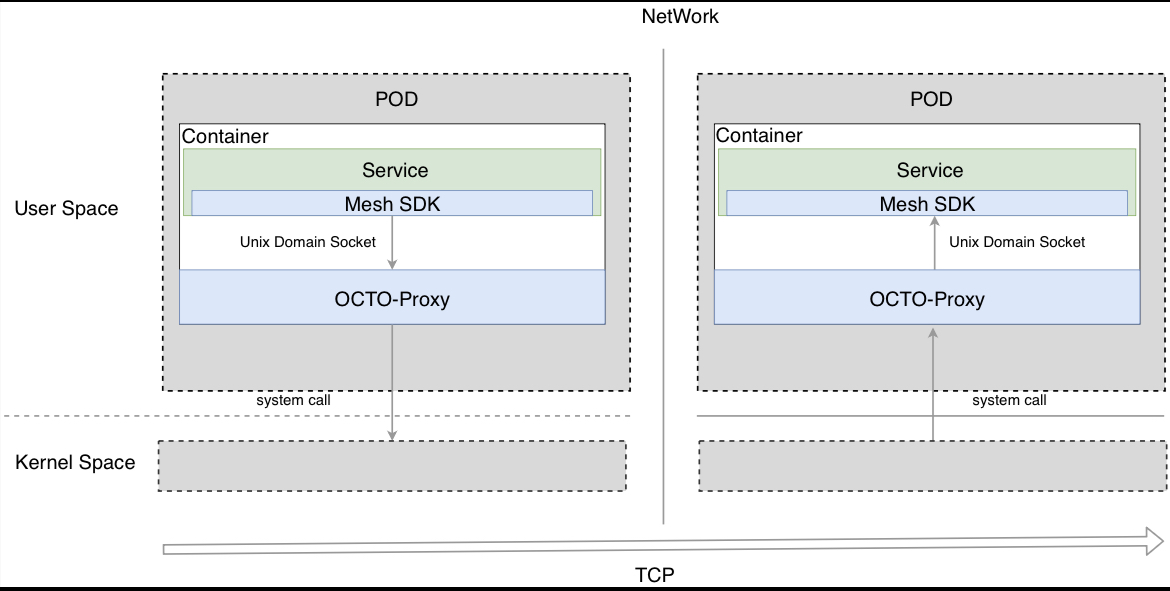 NetWork
POD
POD
Container
Container
Service
Service
User Space
Mesh SDK
Mesh SDK
Unix Domain Socket
Unix Domain Socket
OCTO-Proxy
OCTO-Proxy
system call
system call
Kernel Space
TCP